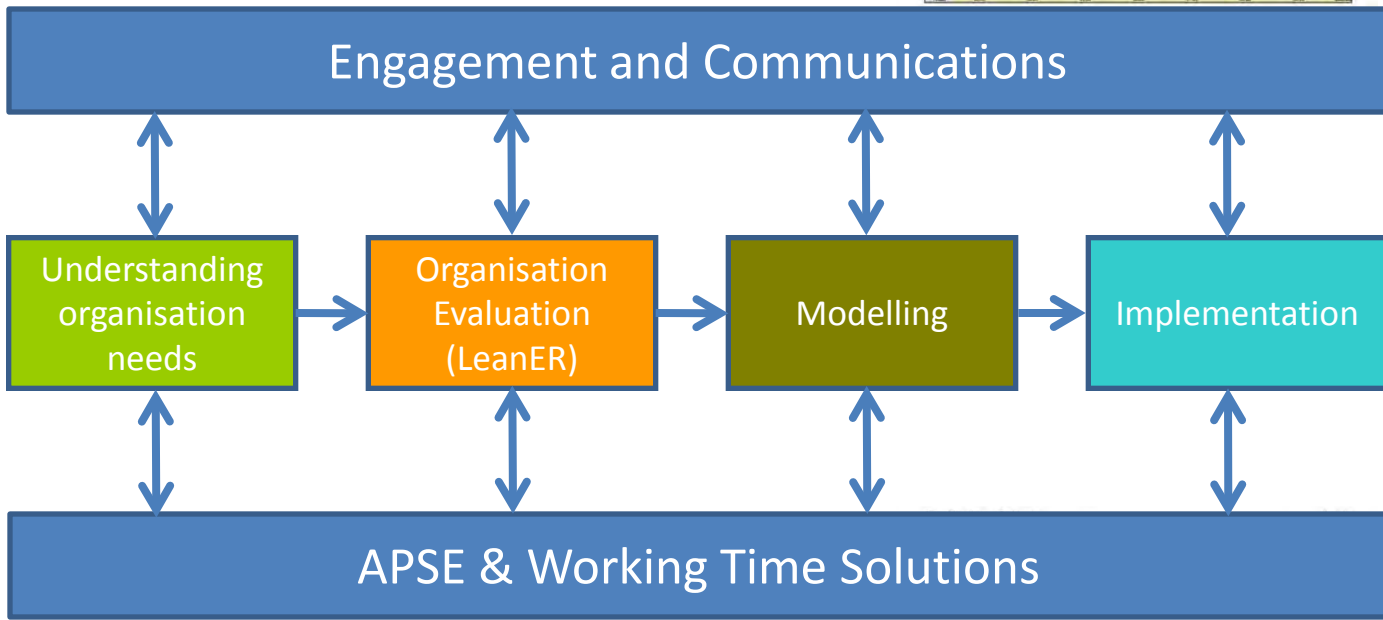 Engagement and Communications
Understanding
organisation
needs
Organisation
Evaluation
(LeanER)
Modelling
Implementation
APSE & Working Time Solutions